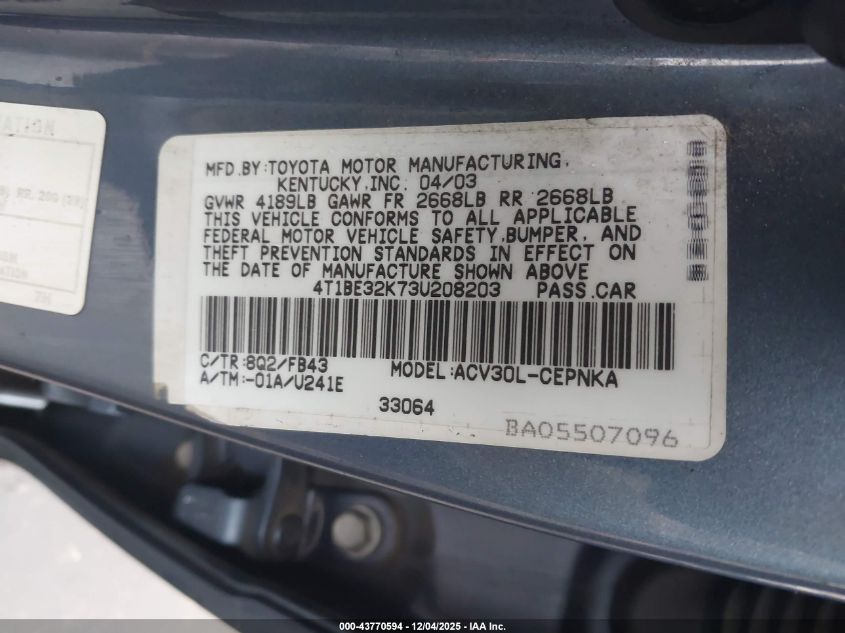 ATION
RR. 200
MFD.BY:TOYOTA MOTOR MANUFACTURING,
KENTUCKY,INC. 04/03
GVWR 4189LB GAWR FR 2668LB RR 2668LB
THIS VEHICLE CONFORMS TO ALL APPLICABLE
FEDERAL MOTOR VEHICLE SAFETY,BUMPER, AND
THEFT PREVENTION STANDARDS IN EFFECT ON
THE DATE OF MANUFACTURE SHOWN ABOVE
4T1BE32K73U208203 PASS.CAR
C/TR:8Q2/FB43 MODEL:ACV30L-CEPNKA
A/TM:-01A/U241E
33064
BA05507096
000-43770594 - 12/04/2025 - IAA Inc.